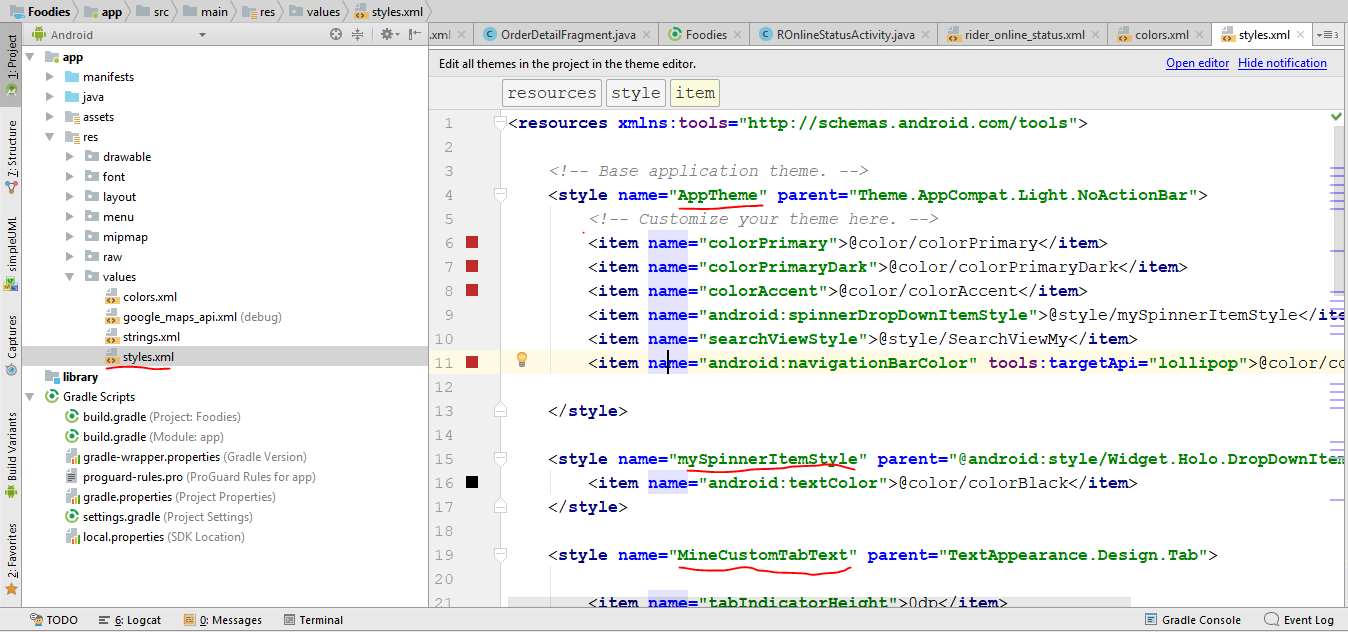 Foodies app src main res values styles.xml
Android
.xml OrderDetailFragment.java Foodies ROnlineStatusActivity.java rider_online_status.xml colors.xml styles.xml 3
1: Project
7: Structure
simpleUML
Captures
Build Variants
2: Favorites
app
manifests
java
assets
res
drawable
font
layout
menu
mipmap
raw
values
colors.xml
google_maps_api.xml (debug)
strings.xml
styles.xml
library
Gradle Scripts
build.gradle (Project: Foodies)
build.gradle (Module: app)
gradle-wrapper.properties (Gradle Version)
proguard-rules.pro (ProGuard Rules for app)
gradle.properties (Project Properties)
settings.gradle (Project Settings)
local.properties (SDK Location)
Edit all themes in the project in the theme editor. Open editor Hide notification
resources style item
1 <resources xmlns:tools="http://schemas.android.com/tools">
2
3 <!-- Base application theme. -->
4 <style name="AppTheme" parent="Theme.AppCompat.Light.NoActionBar">
5 <!-- Customize your theme here. -->
6 <item name="colorPrimary">@color/colorPrimary</item>
7 <item name="colorPrimaryDark">@color/colorPrimaryDark</item>
8 <item name="colorAccent">@color/colorAccent</item>
9 <item name="android:spinnerDropDownItemStyle">@style/mySpinnerItemStyle</ite
10 <item name="searchViewStyle">@style/SearchViewMy</item>
11 <item name="android:navigationBarColor" tools:targetApi="lollipop">@color/co
12
13 </style>
14
15 <style name="mySpinnerItemStyle" parent="@android:style/Widget.Holo.DropDownItem
16 <item name="android:textColor">@color/colorBlack</item>
17 </style>
18
19 <style name="MineCustomTabText" parent="TextAppearance.Design.Tab">
20
21 <item name="tabIndicatorHeight">0dp</item>
TODO 6: Logcat 0: Messages Terminal Gradle Console Event Log